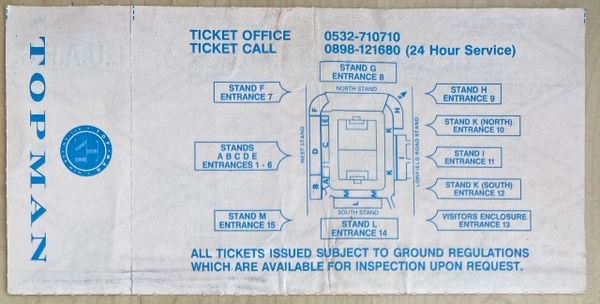 TOPMAN
TICKET OFFICE 0532-710710
TICKET CALL 0898-121680 (24 Hour Service)
STAND G
ENTRANCE 8
STAND F
ENTRANCE 7
STAND H
ENTRANCE 9
NORTH STAND
STAND K (NORTH)
ENTRANCE 10
STANDS
A B C D E
ENTRANCES 1 - 6
WEST STAND
F
E
D
C
B
A
H
K
K
I
K
M
L
M
LOWFIELD ROAD STAND
STAND I
ENTRANCE 11
STAND K (SOUTH)
ENTRANCE 12
SOUTH STAND
STAND M
ENTRANCE 15
STAND L
ENTRANCE 14
VISITORS ENCLOSURE
ENTRANCE 13
ALL TICKETS ISSUED SUBJECT TO GROUND REGULATIONS
WHICH ARE AVAILABLE FOR INSPECTION UPON REQUEST.